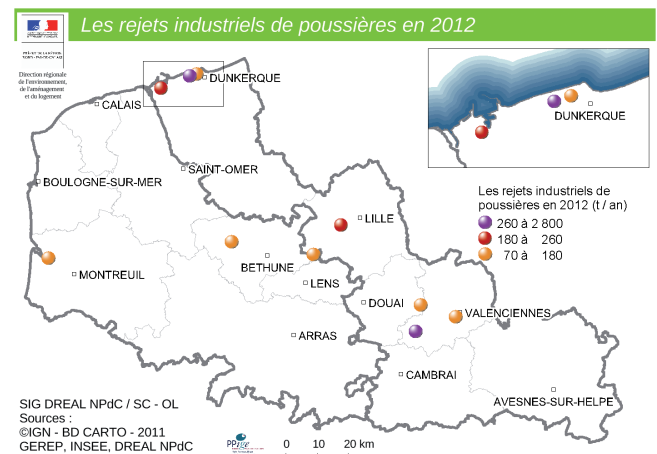 Les rejets industriels de poussières en 2012
Direction régionale
de l'environnement,
de l'aménagement
et du logement
DUNKERQUE
CALAIS
DUNKERQUE
SAINT-OMER
BOULOGNE-SUR-MER
Les rejets industriels de
poussières en 2012 (t / an)
260 à 2 800
180 à 260
70 à 180
LILLE
BETHUNE
MONTREUIL
LENS
DOUAI
VALENCIENNES
ARRAS
CAMBRAI
AVESNES-SUR-HELPE
SIG DREAL NPdC / SC - OL
Sources :
©IGN - BD CARTO - 2011
GEREP, INSEE, DREAL NPdC
0 10 20 km